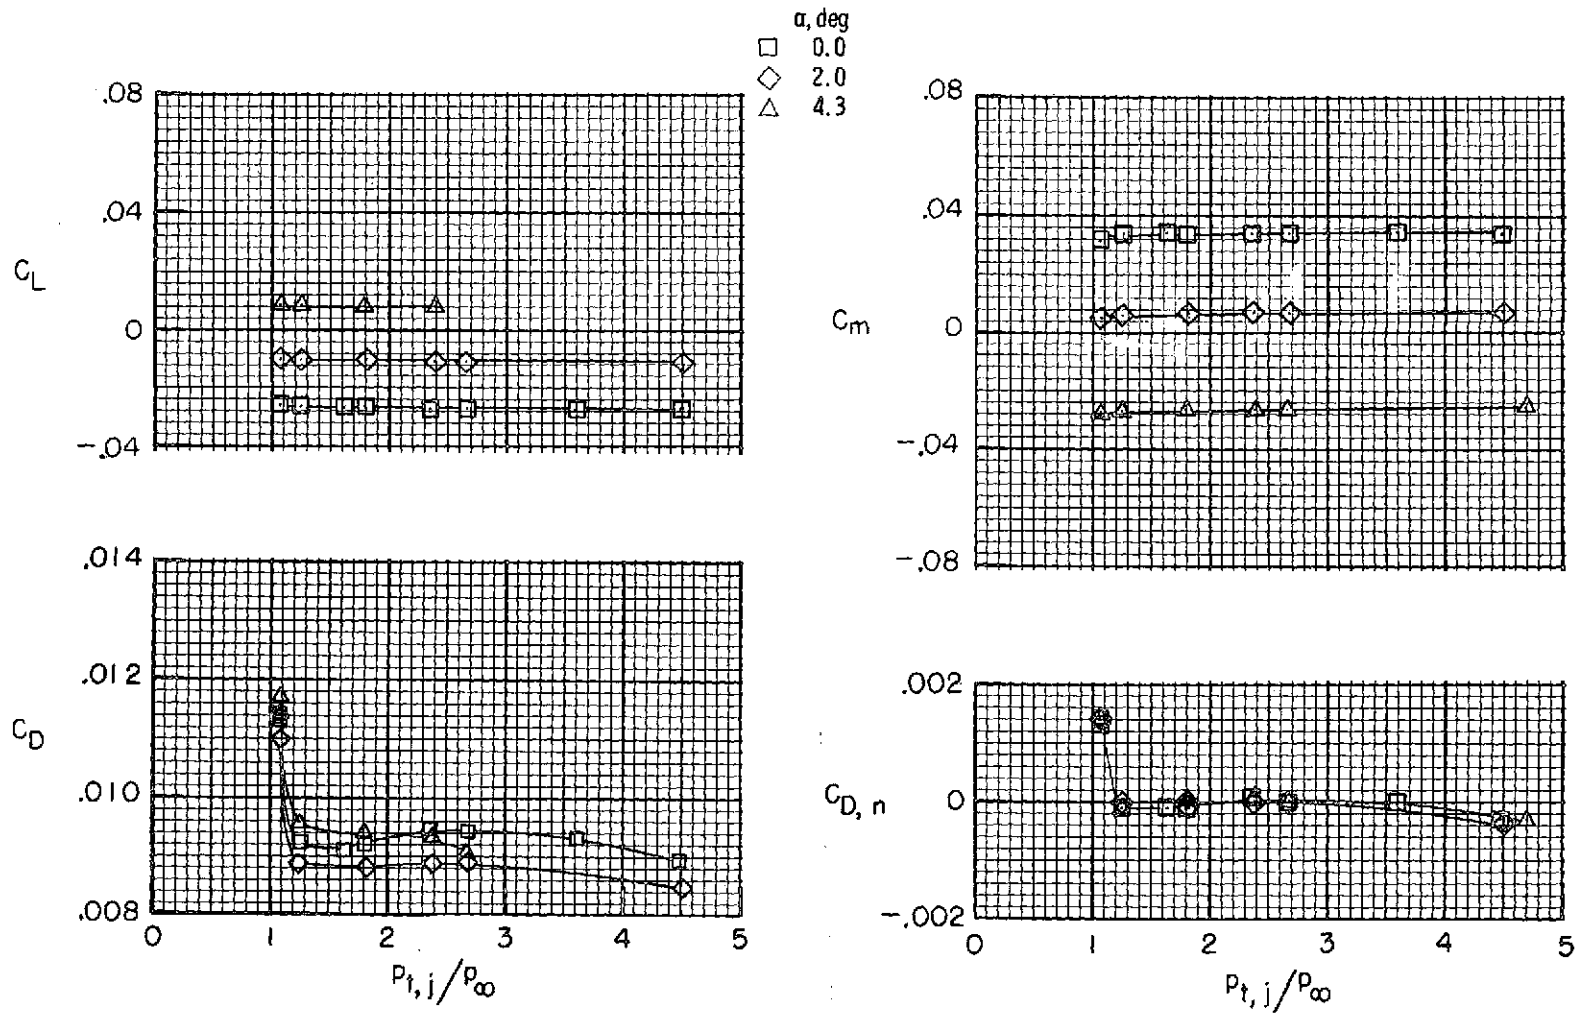 α, deg
0.0
2.0
4.3
.08
.04
0
-.04
C_L
.08
.04
0
-.04
-.08
C_m
.014
.012
.010
.008
C_D
0 1 2 3 4 5
p_t,j/p_∞
.002
0
-.002
C_D,n
0 1 2 3 4 5
p_t,j/p_∞